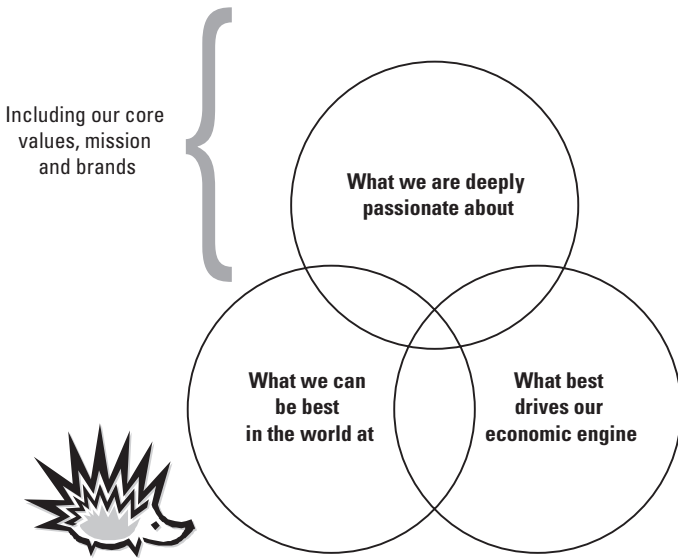 Including our core
values, mission
and brands
What we are deeply
passionate about
What we can
be best
in the world at
What best
drives our
economic engine